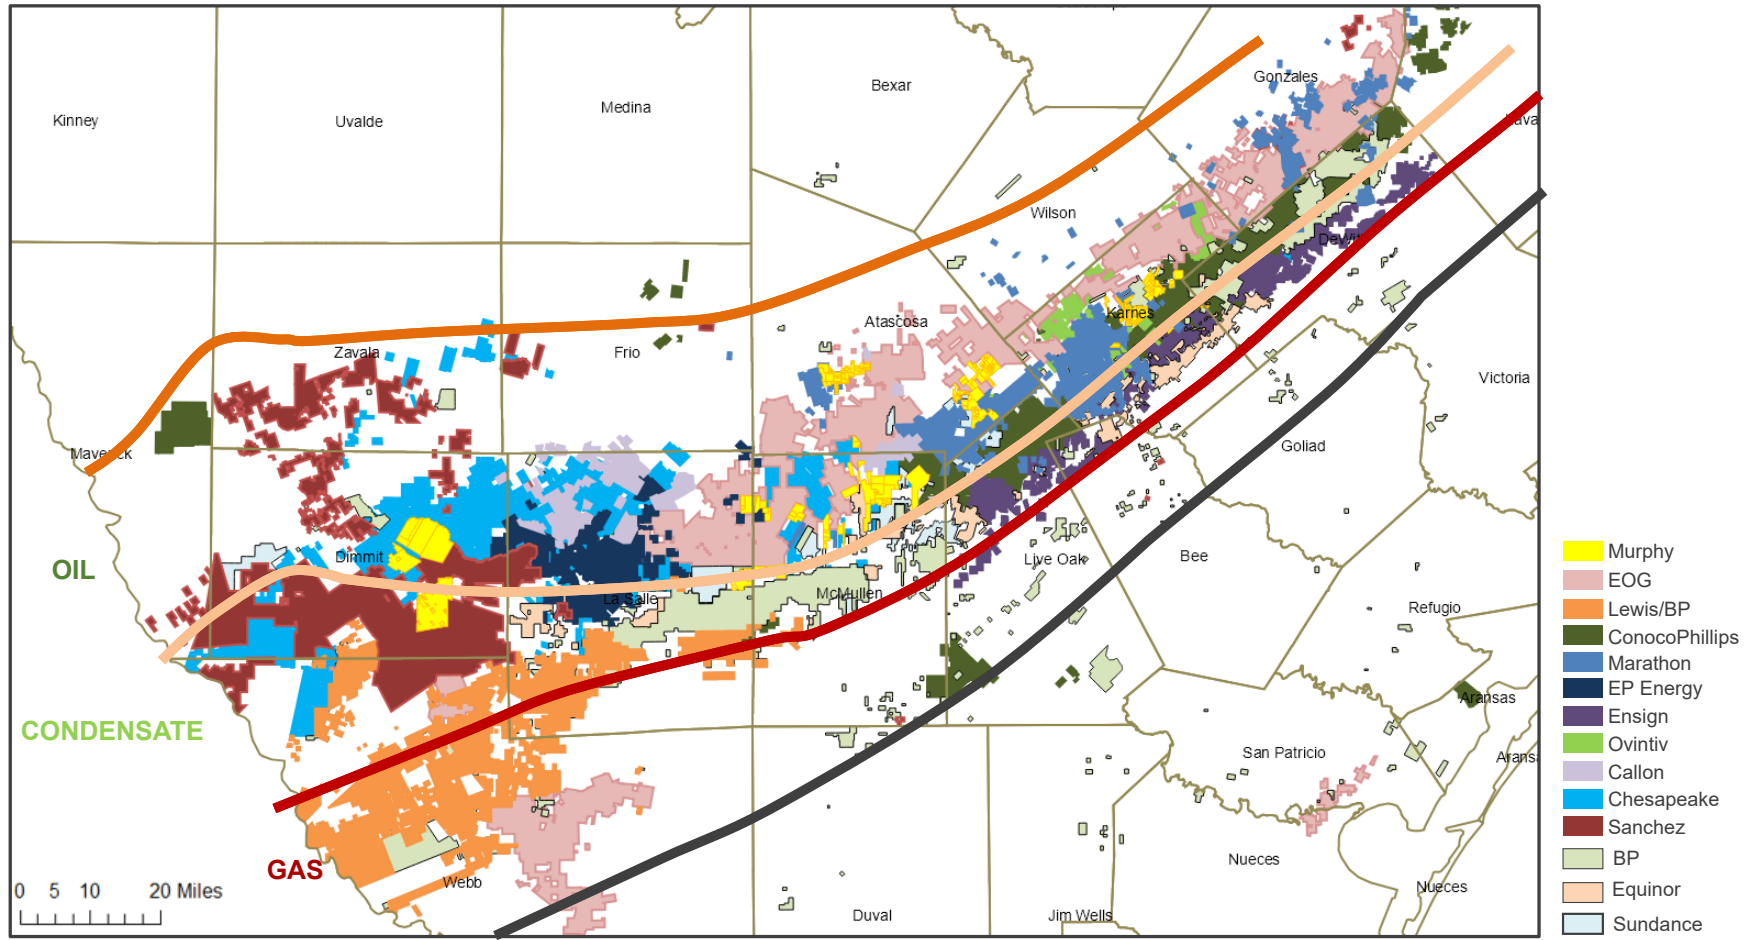 Gonzales
Bexar
Medina
Kinney
Uvalde
Wilson
DeWit
Karnes
Atascosa
Zavala
Frio
Victoria
Goliad
Maverick
Dimmit
Live Oak
Bee
OIL
La Salle
McMullen
Refugio
Aransas
CONDENSATE
San Patricio
Aransa
GAS
Webb
Nueces
Nueces
Duval
Jim Wells
0 5 10 20 Miles
Murphy
EOG
Lewis/BP
ConocoPhillips
Marathon
EP Energy
Ensign
Ovintiv
Callon
Chesapeake
Sanchez
BP
Equinor
Sundance